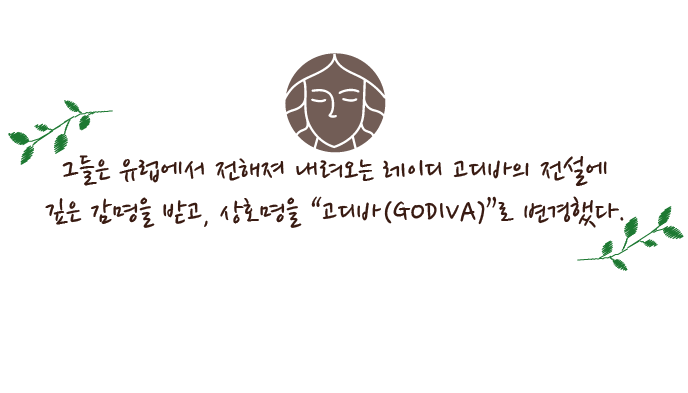 그들은 유럽에서 전해져 내려오는 레이디 고디바의 전설에
깊은 감명을 받고, 상호명을 “고디바(GODIVA)”로 변경했다.